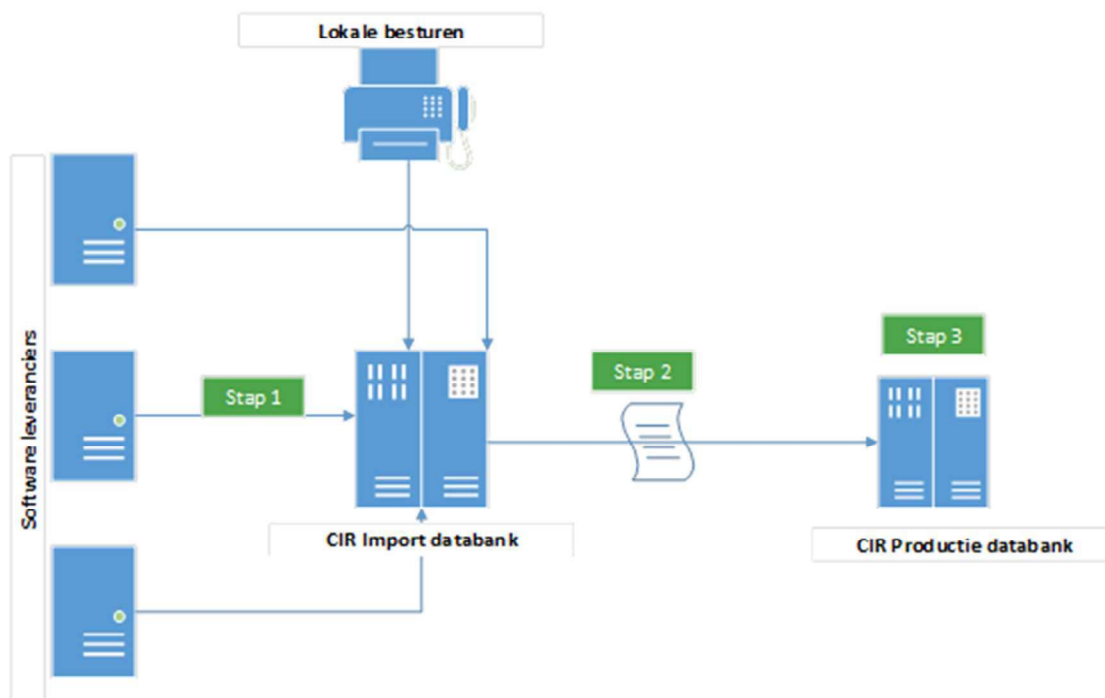 Lokale besturen
Software leveranciers
Stap 1
Stap 2
Stap 3
CIR Import databank
CIR Productie databank